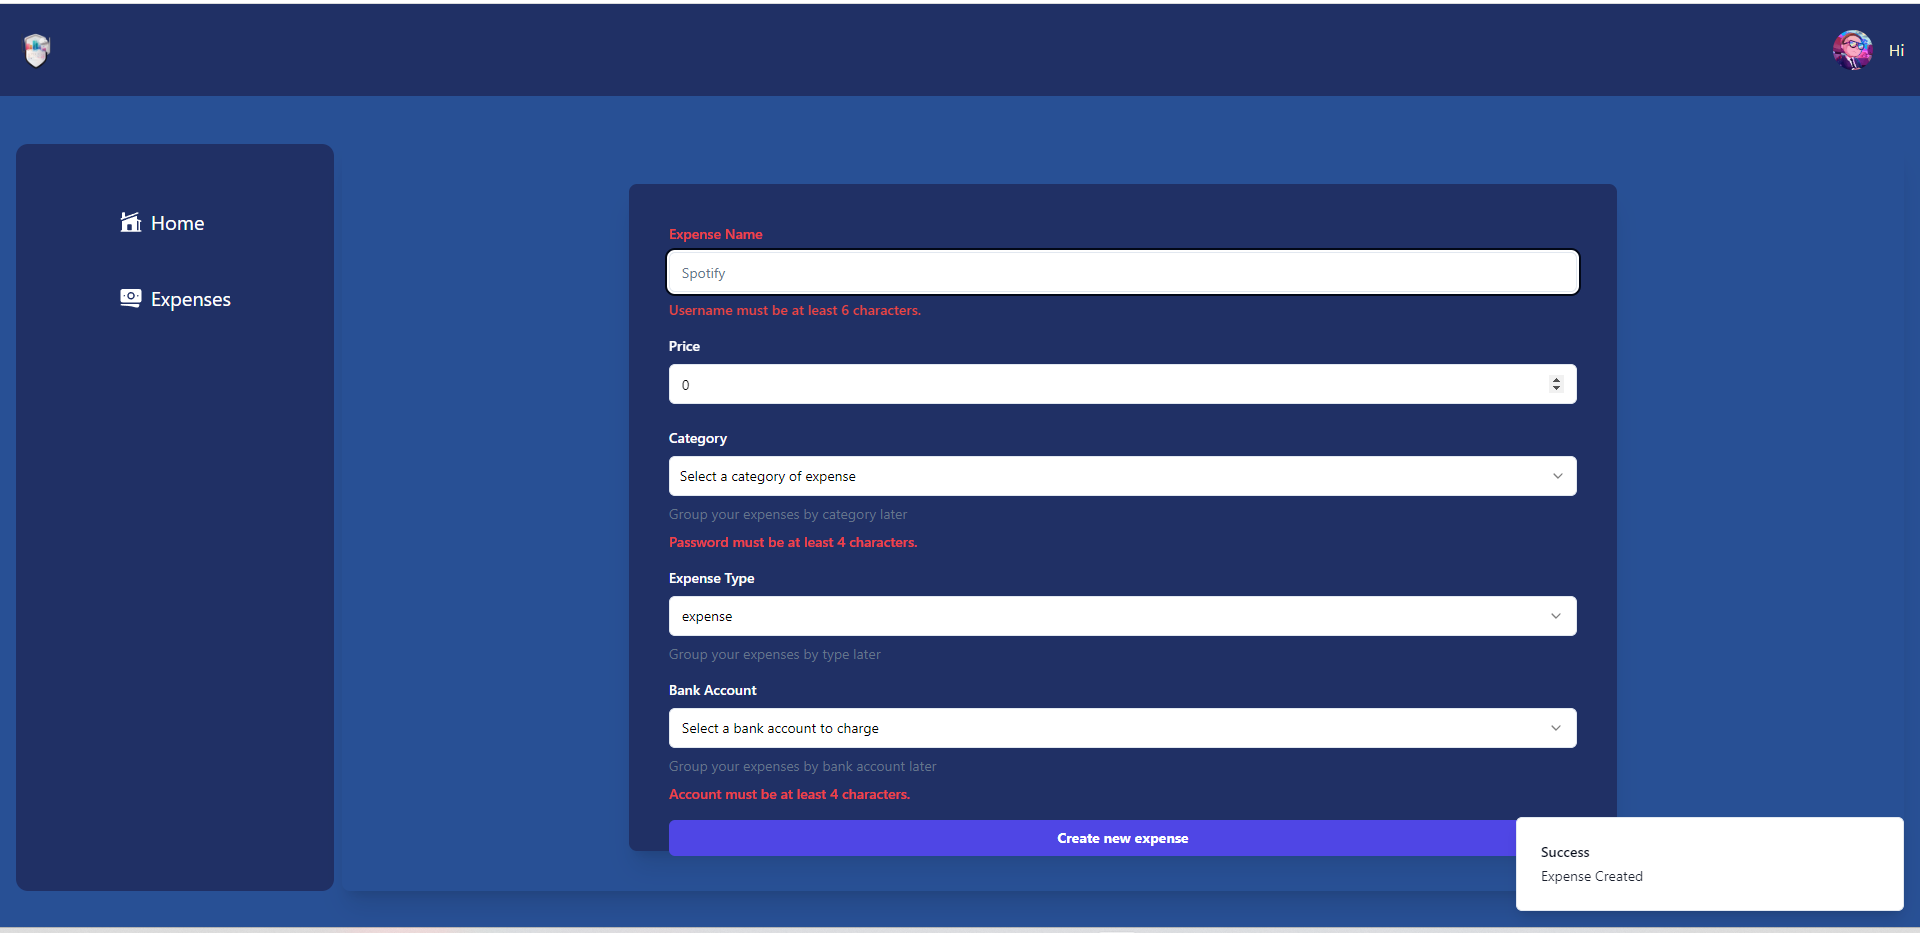 Hi
Home
Expenses
Expense Name
Spotify
Username must be at least 6 characters.
Price
0
Category
Select a category of expense
Group your expenses by category later
Password must be at least 4 characters.
Expense Type
expense
Group your expenses by type later
Bank Account
Select a bank account to charge
Group your expenses by bank account later
Account must be at least 4 characters.
Create new expense
Success
Expense Created